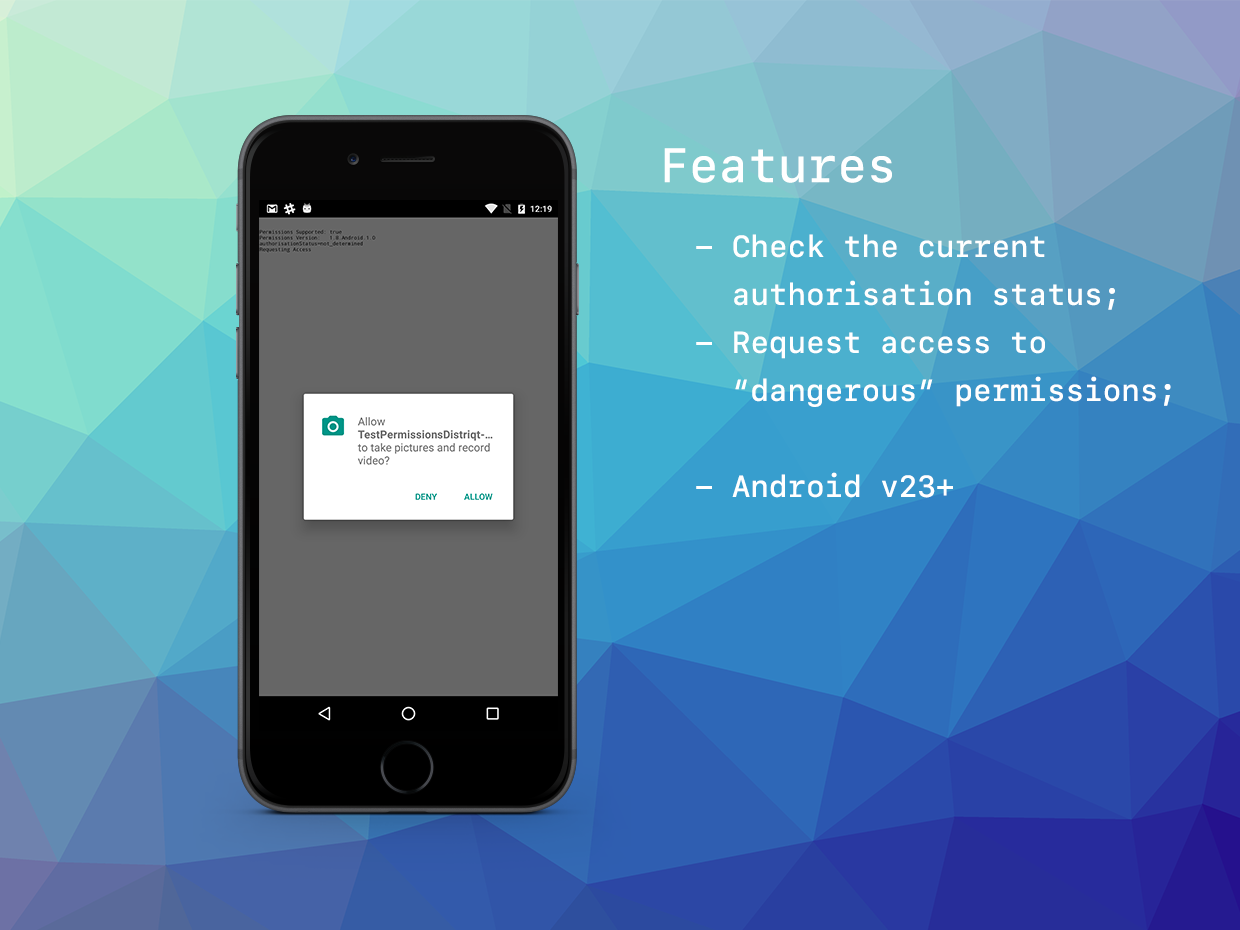 12:19
Permissions Supported: true
Permissions Version: 1.0.Android.1.0
authorisationStatus=not_determined
Requesting Access
Allow
TestPermissionsDistriqt-...
to take pictures and record
video?
DENY ALLOW
Features
– Check the current
authorisation status;
– Request access to
“dangerous” permissions;
– Android v23+